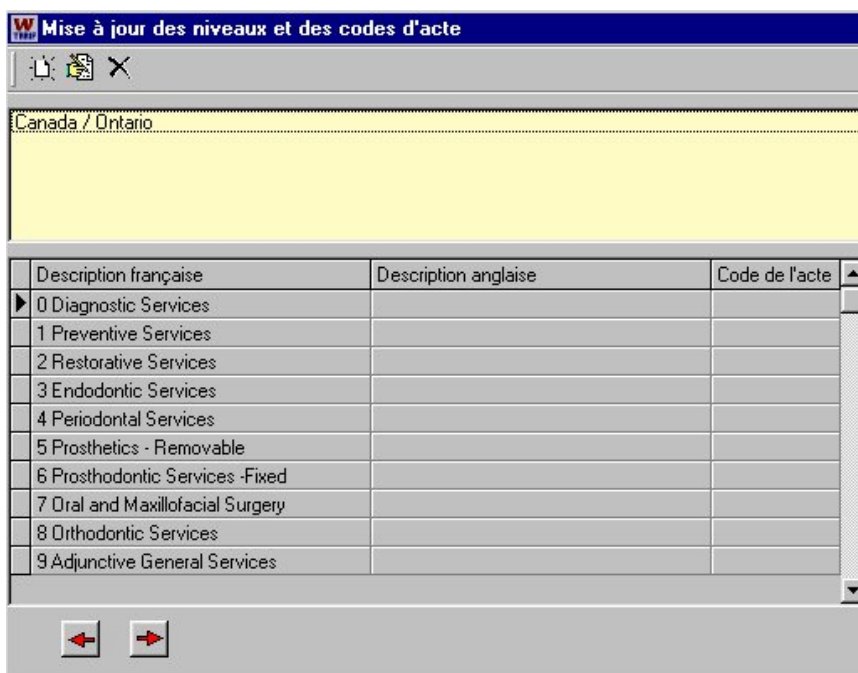 Mise à jour des niveaux et des codes d'acte
Canada / Ontario
Description française Description anglaise Code de l'acte
0 Diagnostic Services
1 Preventive Services
2 Restorative Services
3 Endodontic Services
4 Periodontal Services
5 Prosthetics - Removable
6 Prosthodontic Services -Fixed
7 Oral and Maxillofacial Surgery
8 Orthodontic Services
9 Adjunctive General Services